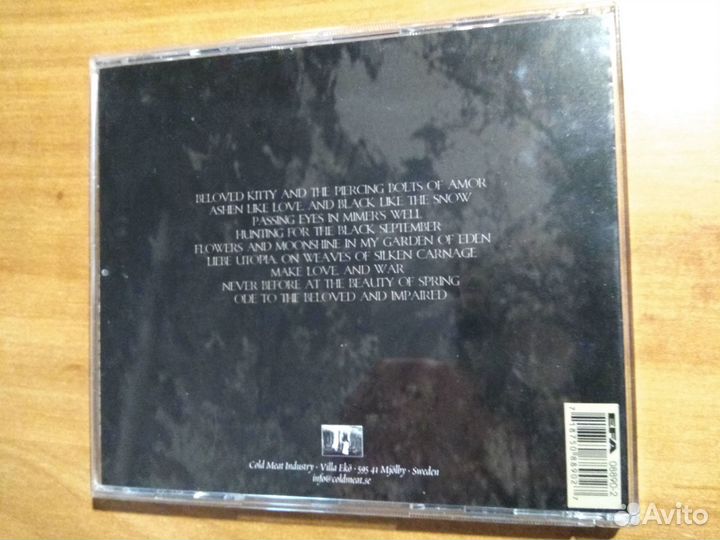 BELOVED KITTY AND THE PIERCING BOLTS OF AMOR
ASHEN LIKE LOVE, AND BLACK LIKE THE SNOW
PASSING EYES IN MIMER'S WELL
HUNTING FOR THE BLACK SEPTEMBER
FLOWERS AND MOONSHINE IN MY GARDEN OF EDEN
LIEBE UTOPIA, ON WEAVES OF SILKEN CARNAGE
MAKE LOVE, AND WAR
NEVER BEFORE AT THE BEAUTY OF SPRING
ODE TO THE BELOVED AND IMPAIRED
Cold Meat Industry · Villa Ekö · 595 41 Mjölby · Sweden
info@coldmeat.se
EFA
Avito